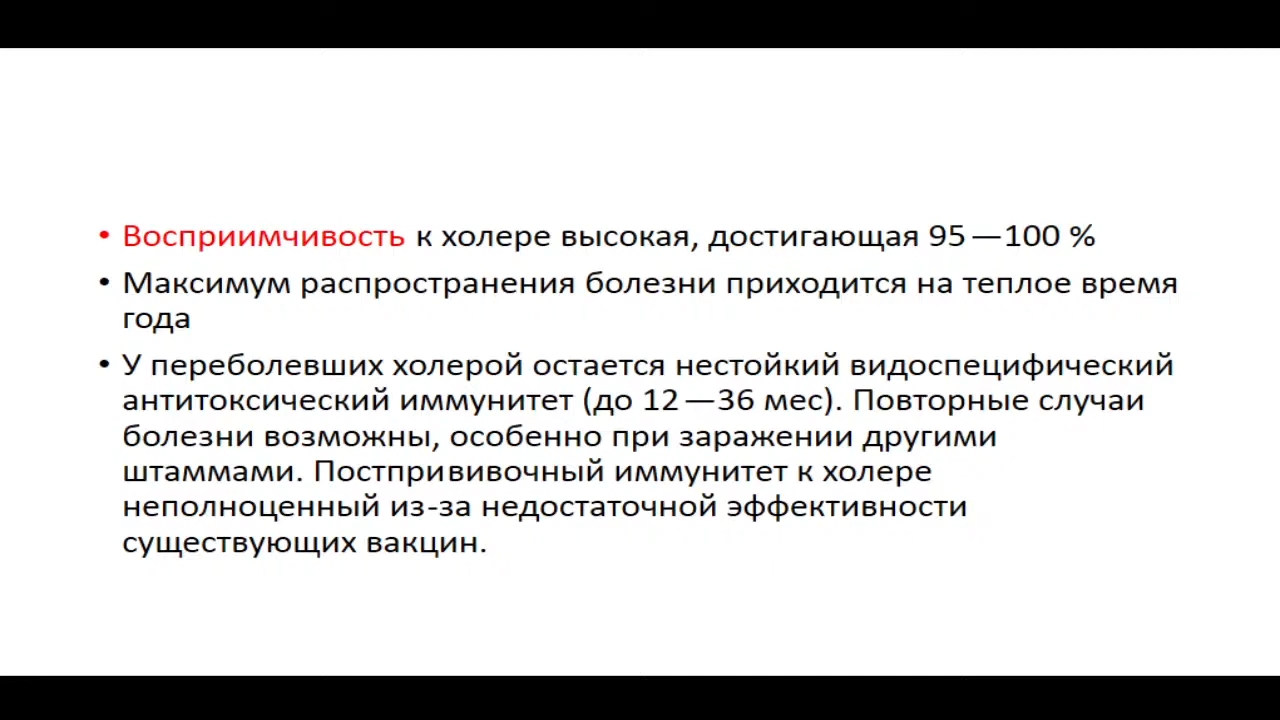 • Восприимчивость к холере высокая, достигающая 95—100 %
• Максимум распространения болезни приходится на теплое время
года
• У переболевших холерой остается нестойкий видоспецифический
антитоксический иммунитет (до 12—36 мес). Повторные случаи
болезни возможны, особенно при заражении другими
штаммами. Постпрививочный иммунитет к холере
неполноценный из-за недостаточной эффективности
существующих вакцин.